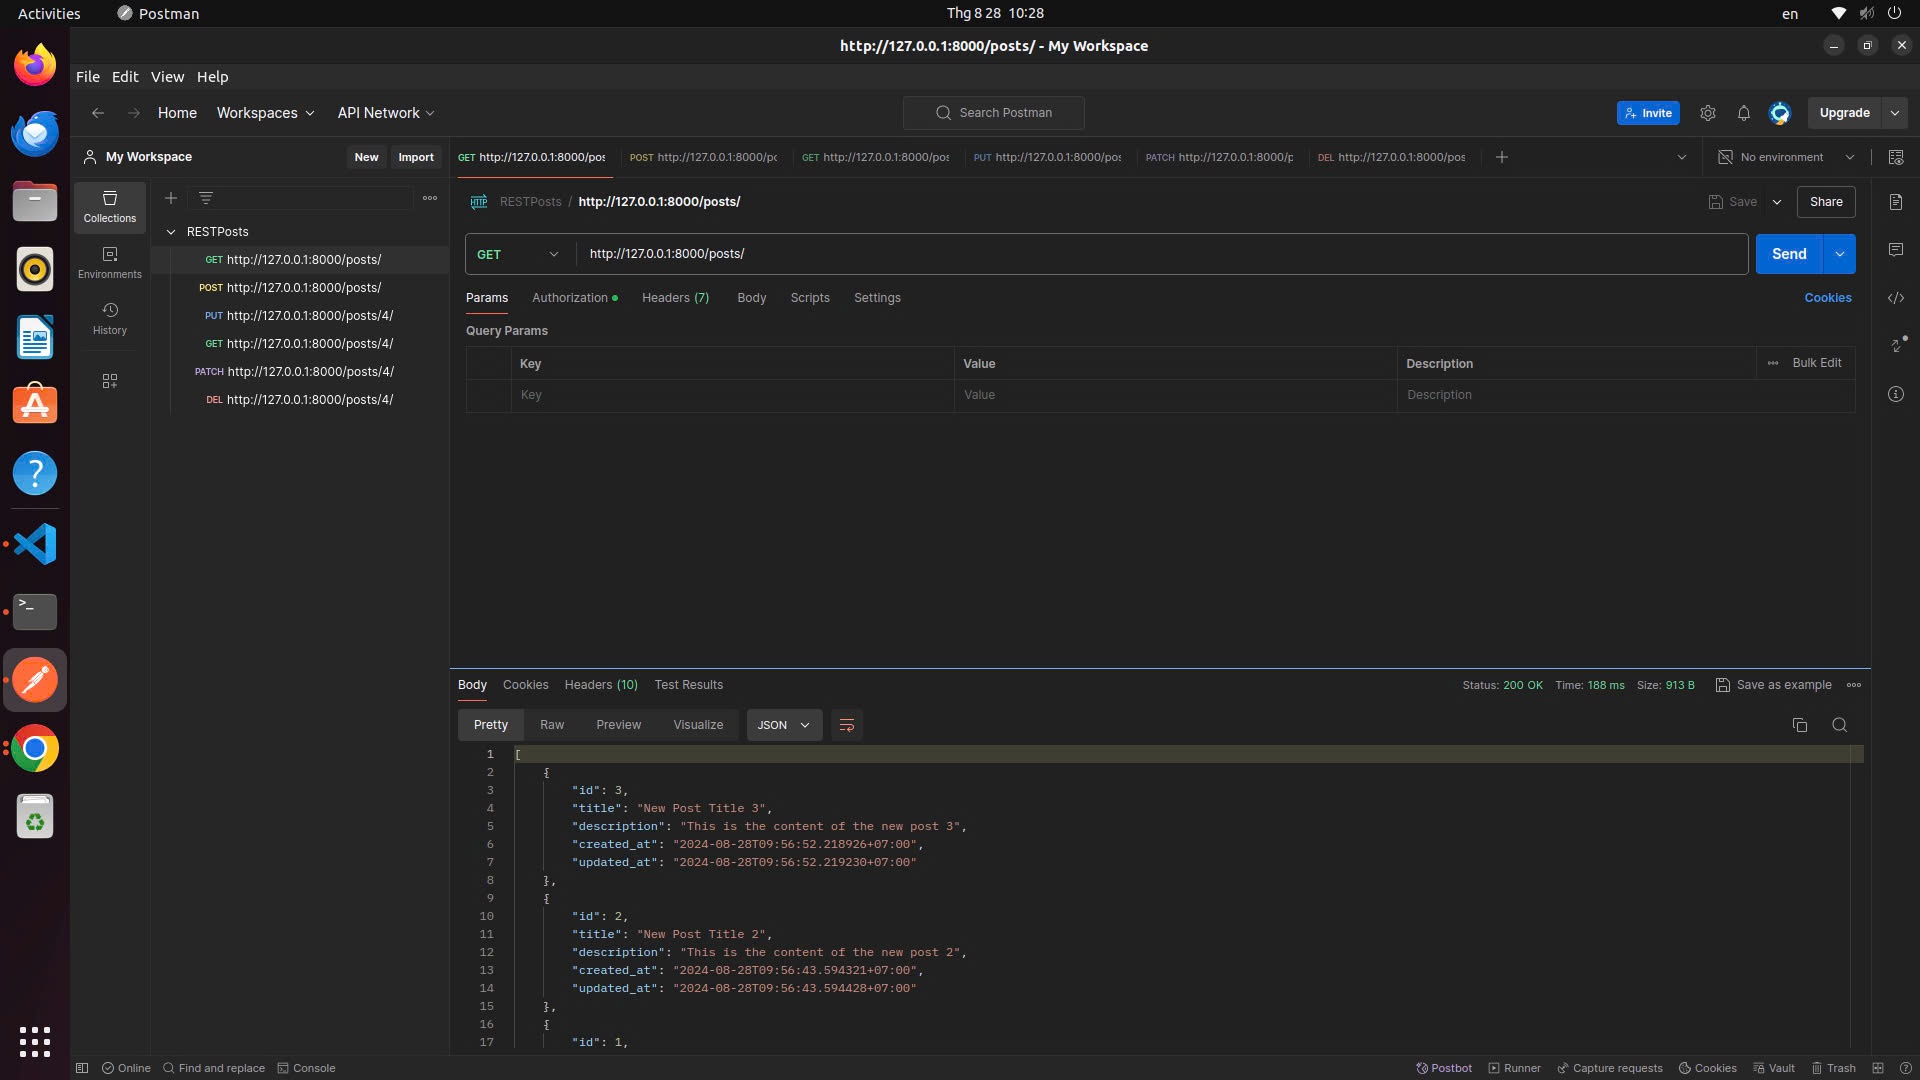 Activities Postman Thg 8 28 10:28 en
http://127.0.0.1:8000/posts/ - My Workspace
File Edit View Help
Home Workspaces API Network Search Postman Invite Upgrade
My Workspace New Import GET http://127.0.0.1:8000/pos POST http://127.0.0.1:8000/pc GET http://127.0.0.1:8000/pos PUT http://127.0.0.1:8000/pos PATCH http://127.0.0.1:8000/p DEL http://127.0.0.1:8000/pos No environment
Collections
Environments
History
RESTPosts
GET http://127.0.0.1:8000/posts/
POST http://127.0.0.1:8000/posts/
PUT http://127.0.0.1:8000/posts/4/
GET http://127.0.0.1:8000/posts/4/
PATCH http://127.0.0.1:8000/posts/4/
DEL http://127.0.0.1:8000/posts/4/
HTTP RESTPosts / http://127.0.0.1:8000/posts/ Save Share
GET http://127.0.0.1:8000/posts/ Send
Params Authorization Headers (7) Body Scripts Settings Cookies
Query Params
Key Value Description Bulk Edit
Key Value Description
Body Cookies Headers (10) Test Results Status: 200 OK Time: 188 ms Size: 913 B Save as example
Pretty Raw Preview Visualize JSON
1 [
2 {
3 "id": 3,
4 "title": "New Post Title 3",
5 "description": "This is the content of the new post 3",
6 "created_at": "2024-08-28T09:56:52.218926+07:00",
7 "updated_at": "2024-08-28T09:56:52.219230+07:00"
8 },
9 {
10 "id": 2,
11 "title": "New Post Title 2",
12 "description": "This is the content of the new post 2",
13 "created_at": "2024-08-28T09:56:43.594321+07:00",
14 "updated_at": "2024-08-28T09:56:43.594428+07:00"
15 },
16 {
17 "id": 1,
Online Find and replace Console Postbot Runner Capture requests Cookies Vault Trash